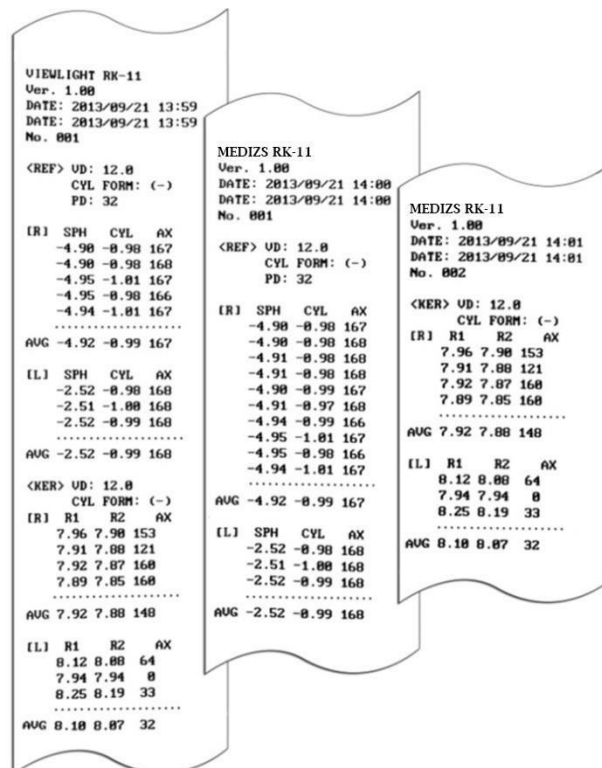 VIEWLIGHT RK-11
Ver. 1.00
DATE: 2013/09/21 13:59
DATE: 2013/09/21 13:59
No. 001
<REF> VD: 12.0
CYL FORM: (-)
PD: 32
[R] SPH CYL AX
-4.90 -0.98 167
-4.90 -0.98 168
-4.95 -1.01 167
-4.95 -0.98 166
-4.94 -1.01 167
AVG -4.92 -0.99 167
[L] SPH CYL AX
-2.52 -0.98 168
-2.51 -1.00 168
-2.52 -0.99 168
AVG -2.52 -0.99 168
<KER> VD: 12.0
CYL FORM: (-)
[R] R1 R2 AX
7.96 7.90 153
7.91 7.88 121
7.92 7.87 160
7.89 7.85 160
AVG 7.92 7.88 148
[L] R1 R2 AX
8.12 8.08 64
7.94 7.94 0
8.25 8.19 33
AVG 8.10 8.07 32
MEDIZS RK-11
Ver. 1.00
DATE: 2013/09/21 14:00
DATE: 2013/09/21 14:00
No. 001
<REF> VD: 12.0
CYL FORM: (-)
PD: 32
[R] SPH CYL AX
-4.90 -0.98 167
-4.90 -0.98 168
-4.91 -0.98 168
-4.91 -0.98 168
-4.90 -0.99 167
-4.91 -0.97 168
-4.94 -0.99 166
-4.95 -1.01 167
-4.95 -0.98 166
-4.94 -1.01 167
AVG -4.92 -0.99 167
[L] SPH CYL AX
-2.52 -0.98 168
-2.51 -1.00 168
-2.52 -0.99 168
AVG -2.52 -0.99 168
MEDIZS RK-11
Ver. 1.00
DATE: 2013/09/21 14:01
DATE: 2013/09/21 14:01
No. 002
<KER> VD: 12.0
CYL FORM: (-)
[R] R1 R2 AX
7.96 7.90 153
7.91 7.88 121
7.92 7.87 160
7.89 7.85 160
AVG 7.92 7.88 148
[L] R1 R2 AX
8.12 8.08 64
7.94 7.94 0
8.25 8.19 33
AVG 8.10 8.07 32